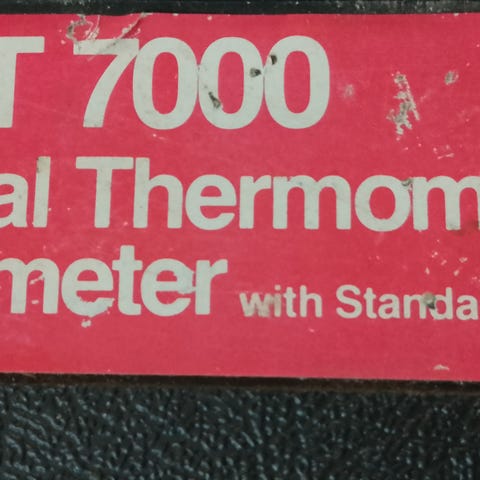 T 7000
al Thermom
meter with Standa